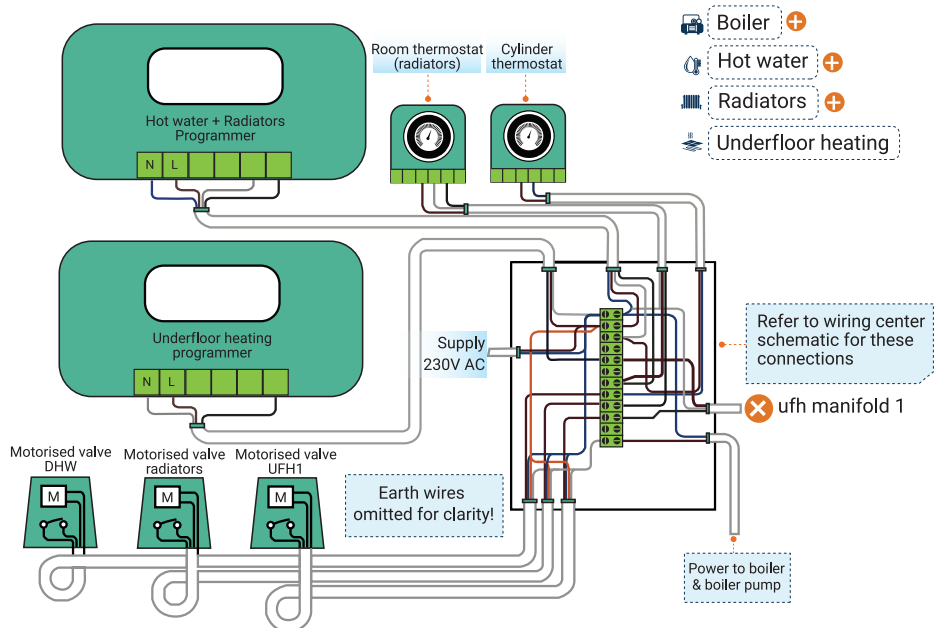 Boiler
Hot water
Radiators
Underfloor heating
Room thermostat
(radiators)
Cylinder
thermostat
Hot water + Radiators
Programmer
N L
Underfloor heating
programmer
N L
Supply
230V AC
Refer to wiring center
schematic for these
connections
ufh manifold 1
Motorised valve
DHW
M
Motorised valve
radiators
M
Motorised valve
UFH1
M
Earth wires
omitted for clarity!
Power to boiler
& boiler pump